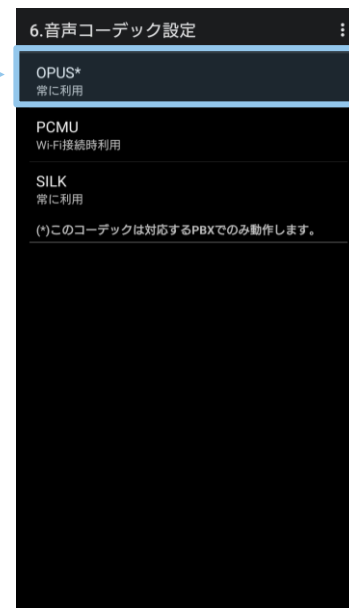 6.音声コーデック設定
OPUS*
常に利用
PCMU
Wi-Fi接続時利用
SILK
常に利用
(*)このコーデックは対応するPBXでのみ動作します。